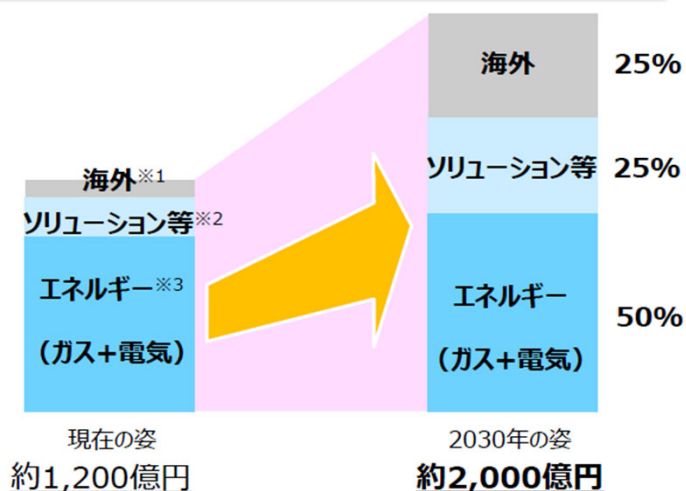 海外 25%
海外※1
ソリューション等 25%
ソリューション等※2
エネルギー※3
(ガス+電気)
エネルギー
(ガス+電気)
50%
現在の姿
約1,200億円
2030年の姿
約2,000億円